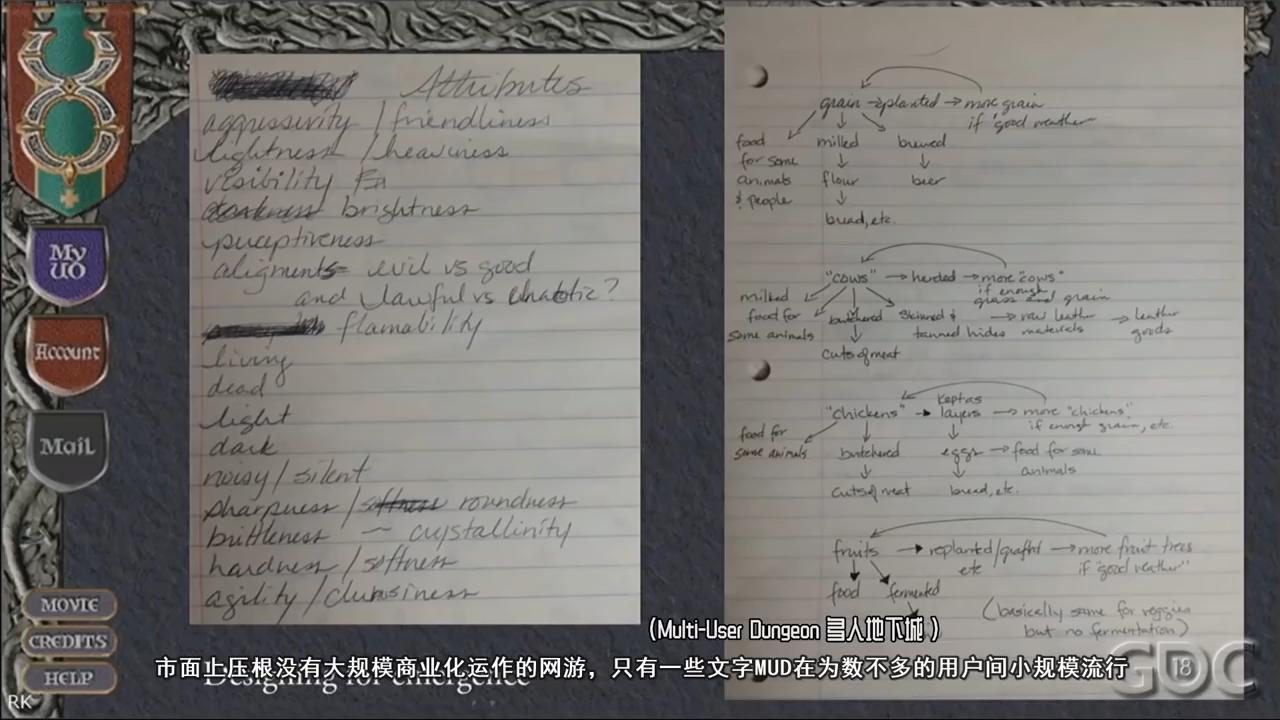 My
UO
Account
Mail
MOVIE
CREDITS
HELP
RK
Attributes
aggressivity / friendliness
lightness / heaviness
visibility
darkness brightness
perceptiveness
aligments= evil vs good
and lawful vs chaotic?
flamability
living
dead
light
dark
noisy / silent
sharpness / softness roundness
brittleness — crystallinity
hardness / softness
agility / clumsiness
grain → planted → more grain
if "good weather"
food
for some
animals
& people
milled
↓
flour
↓
bread, etc.
brewed
↓
beer
"cows" → herded → more "cows"
if enough
grass and grain
milked
food for
some animals
butchered
↓
cuts of meat
skinned &
tanned hides
→ raw leather
materials
→ leather
goods
"chickens" → kept as
layers → more "chickens"
if enough grain, etc.
food for
some animals
butchered
↓
cuts of meat
eggs → food for some
animals
↓
bread, etc.
fruits → replanted/graft
etc
→ more fruit trees
if "good weather"
food
fermented
(basically same for veggies
but no fermentation)
(Multi-User Dungeon 多人地下城)
市面上压根没有大规模商业化运作的网游，只有一些文字MUD在为数不多的用户间小规模流行
Designing for emergence
GDC
18